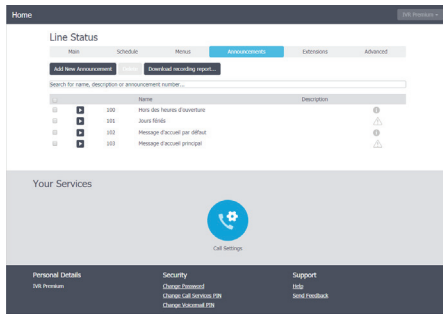 Home
IVR Premium
Line Status
Main Schedule Menus Announcements Extensions Advanced
Add New Announcement Download recording report...
Search for name, description or announcement number...
Name Description
100 Hors des heures d'ouverture
101 Jours fériés
102 Message d'accueil par défaut
103 Message d'accueil principal
Your Services
Call Settings
Personal Details Security Support
IVR Premium Change Password Help
Change Call Services PIN Send Feedback
Change Voicemail PIN